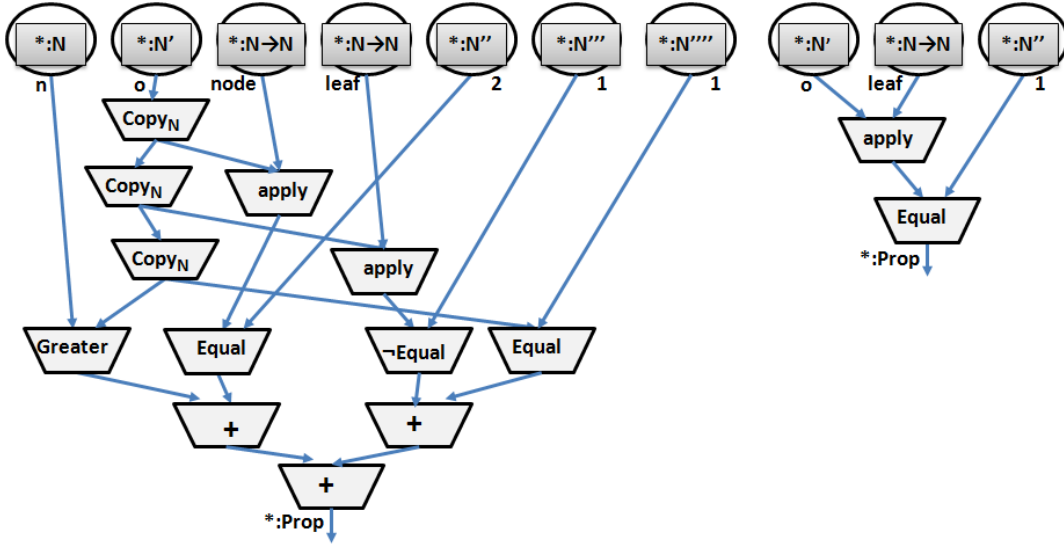 *:N *:N' *:N→N *:N→N *:N'' *:N''' *:N'''' *:N' *:N→N *:N''
n o node leaf 2 1 1 o leaf 1
Copy_N
apply
Copy_N apply
Equal
Copy_N apply
*:Prop
Greater Equal ¬Equal Equal
+ +
+
*:Prop